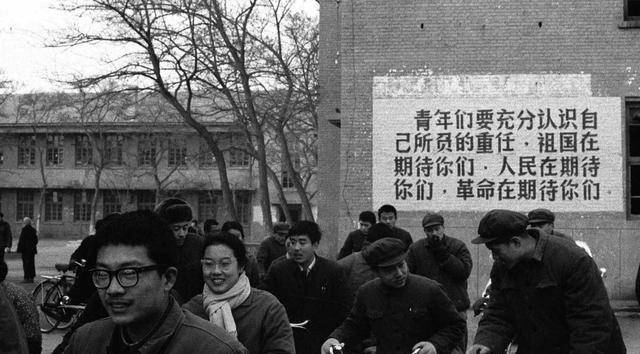 青年们要充分认识自
己所负的重任·祖国在
期待你们·人民在期待
你们·革命在期待你们